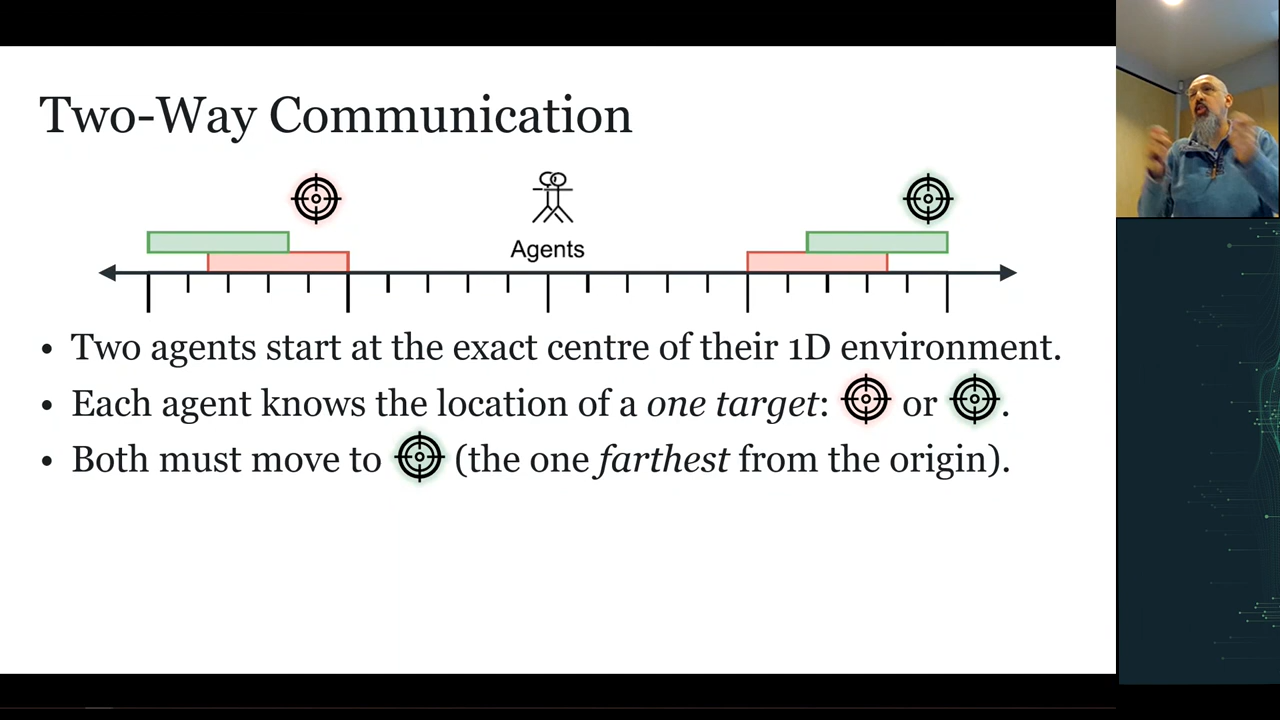 Two-Way Communication
Agents
• Two agents start at the exact centre of their 1D environment.
• Each agent knows the location of a one target: or .
• Both must move to (the one farthest from the origin).